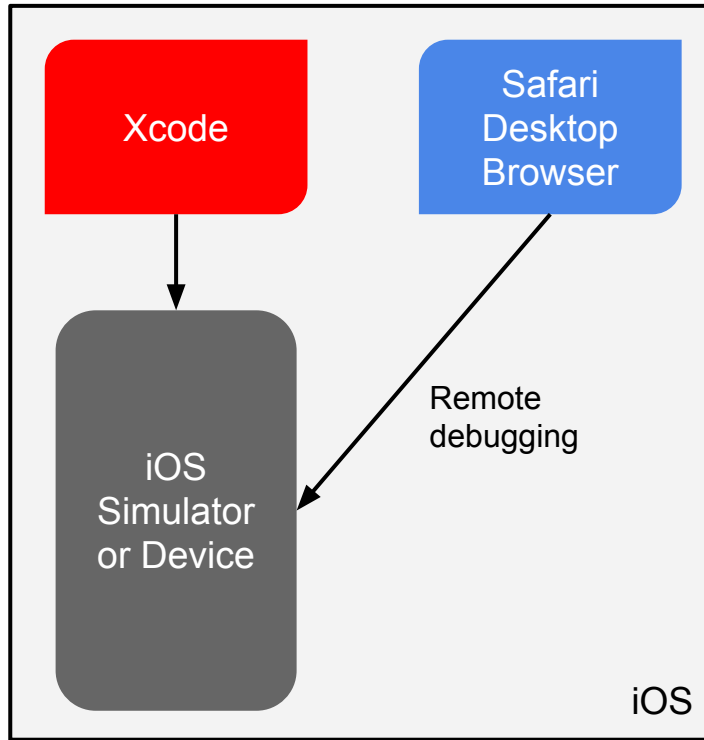 Xcode
Safari
Desktop
Browser
Remote
debugging
iOS
Simulator
or Device
iOS